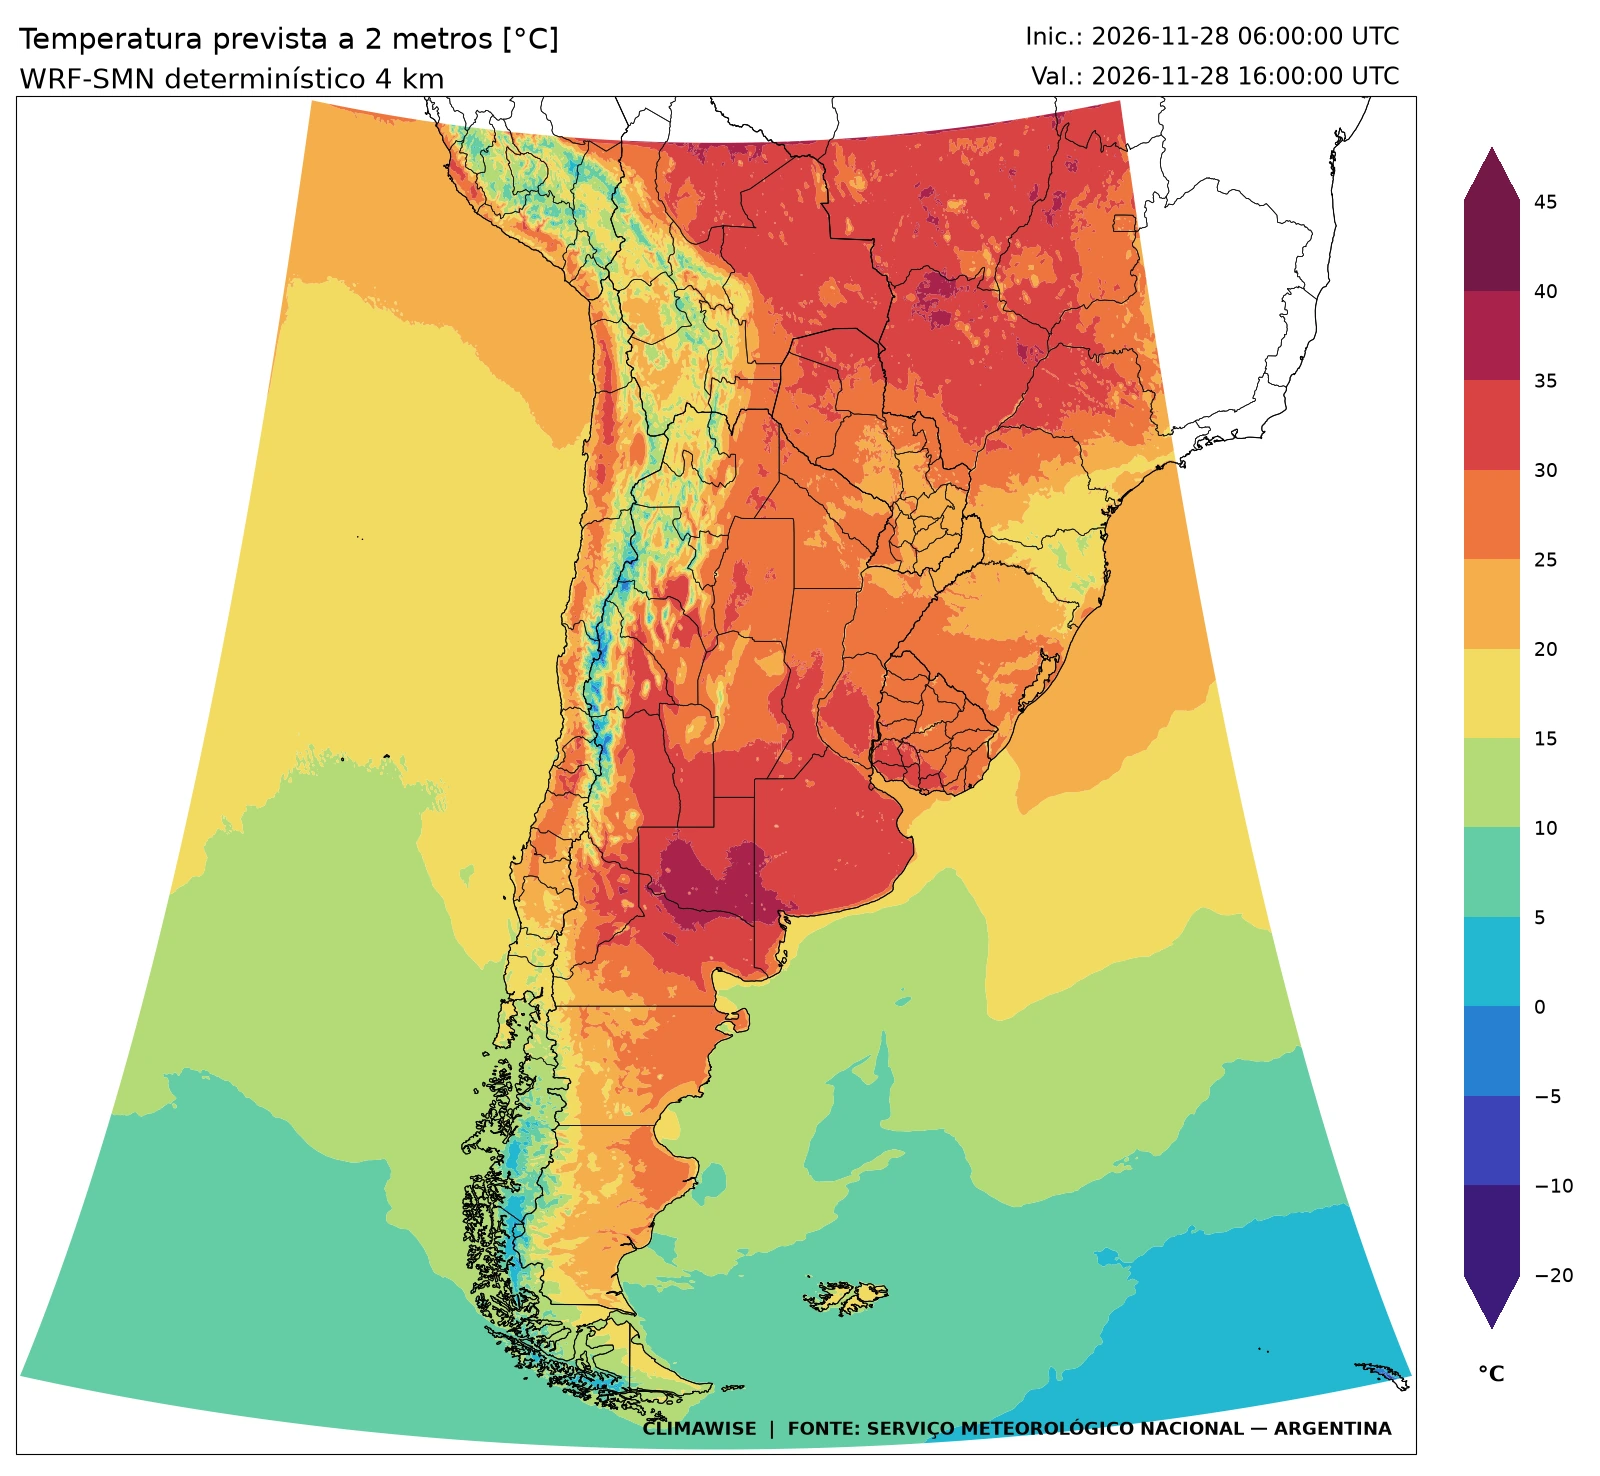 Temperatura prevista a 2 metros [°C]
WRF-SMN determinístico 4 km
Inic.: 2026-11-28 06:00:00 UTC
Val.: 2026-11-28 16:00:00 UTC
45
40
35
30
25
20
15
10
5
0
−5
−10
−20
°C
CLIMAWISE | FONTE: SERVIÇO METEOROLÓGICO NACIONAL — ARGENTINA